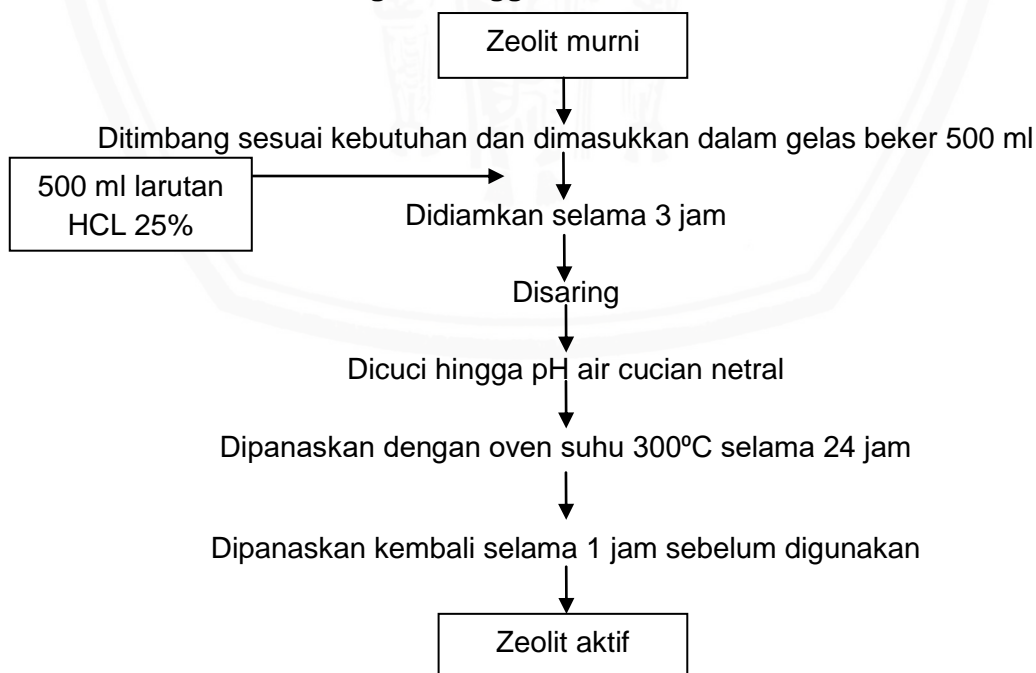 Zeolit murni
Ditimbang sesuai kebutuhan dan dimasukkan dalam gelas beker 500 ml
500 ml larutan
HCL 25%
Didiamkan selama 3 jam
Disaring
Dicuci hingga pH air cucian netral
Dipanaskan dengan oven suhu 300ºC selama 24 jam
Dipanaskan kembali selama 1 jam sebelum digunakan
Zeolit aktif